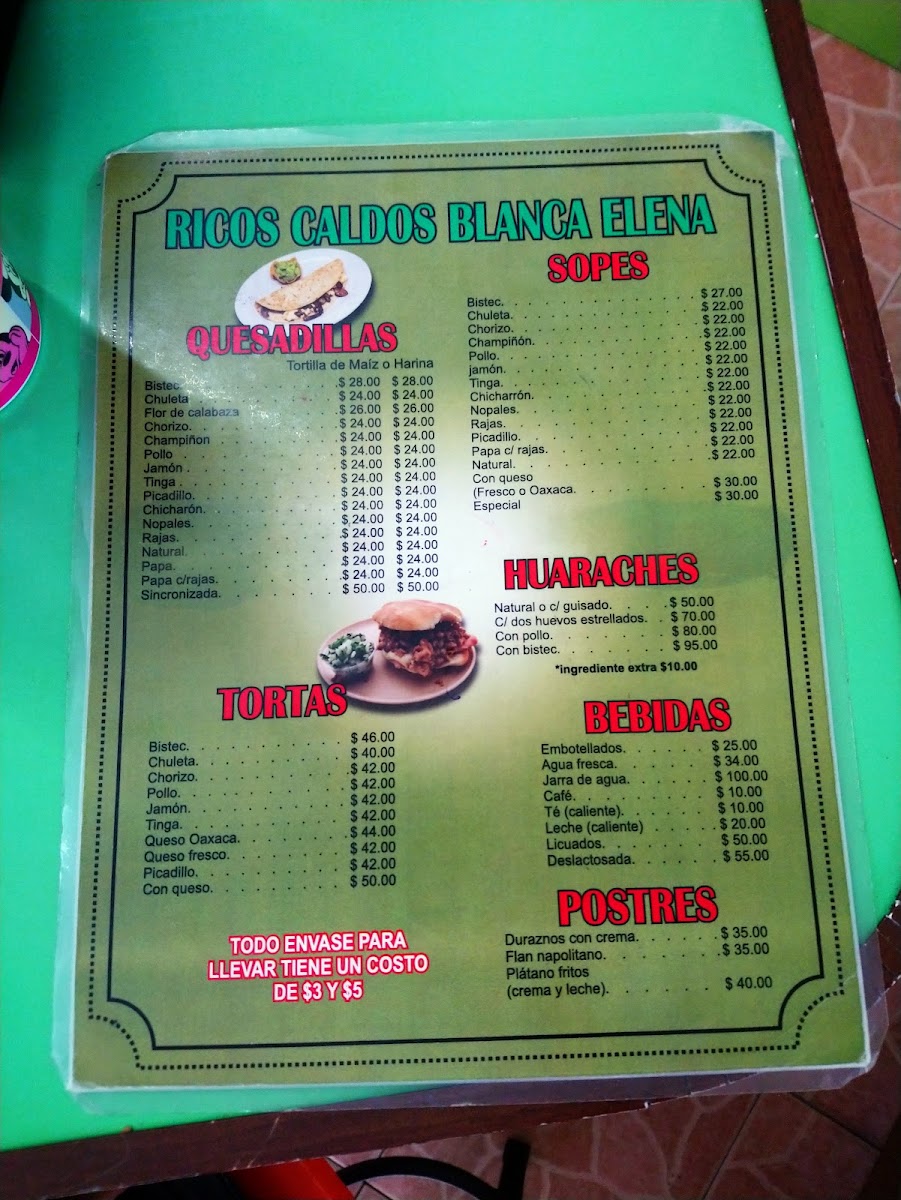 RICOS CALDOS BLANCA ELENA
QUESADILLAS
Tortilla de Maíz o Harina
Bistec $ 28.00 $ 28.00
Chuleta $ 24.00 $ 24.00
Flor de calabaza $ 26.00 $ 26.00
Chorizo. $ 24.00 $ 24.00
Champiñon $ 24.00 $ 24.00
Pollo $ 24.00 $ 24.00
Jamón $ 24.00 $ 24.00
Tinga $ 24.00 $ 24.00
Picadillo. $ 24.00 $ 24.00
Chicharón. $ 24.00 $ 24.00
Nopales. $ 24.00 $ 24.00
Rajas. $ 24.00 $ 24.00
Natural. $ 24.00 $ 24.00
Papa. $ 24.00 $ 24.00
Papa c/rajas. $ 24.00 $ 24.00
Sincronizada. $ 50.00 $ 50.00
TORTAS
Bistec. $ 46.00
Chuleta. $ 40.00
Chorizo. $ 42.00
Pollo. $ 42.00
Jamón. $ 42.00
Tinga. $ 42.00
Queso Oaxaca. $ 44.00
Queso fresco. $ 42.00
Picadillo. $ 42.00
Con queso. $ 50.00
TODO ENVASE PARA
LLEVAR TIENE UN COSTO
DE $3 Y $5
SOPES
Bistec. $ 27.00
Chuleta. $ 22.00
Chorizo. $ 22.00
Champiñón. $ 22.00
Pollo. $ 22.00
jamón. $ 22.00
Tinga. $ 22.00
Chicharrón. $ 22.00
Nopales. $ 22.00
Rajas. $ 22.00
Picadillo. $ 22.00
Papa c/ rajas. $ 22.00
Natural. $ 22.00
Con queso
(Fresco o Oaxaca. $ 30.00
Especial $ 30.00
HUARACHES
Natural o c/ guisado. $ 50.00
C/ dos huevos estrellados. $ 70.00
Con pollo. $ 80.00
Con bistec. $ 95.00
*ingrediente extra $10.00
BEBIDAS
Embotellados. $ 25.00
Agua fresca. $ 34.00
Jarra de agua. $ 100.00
Café. $ 10.00
Té (caliente). $ 10.00
Leche (caliente) $ 20.00
Licuados. $ 50.00
Deslactosada. $ 55.00
POSTRES
Duraznos con crema. $ 35.00
Flan napolitano. $ 35.00
Plátano fritos
(crema y leche). $ 40.00